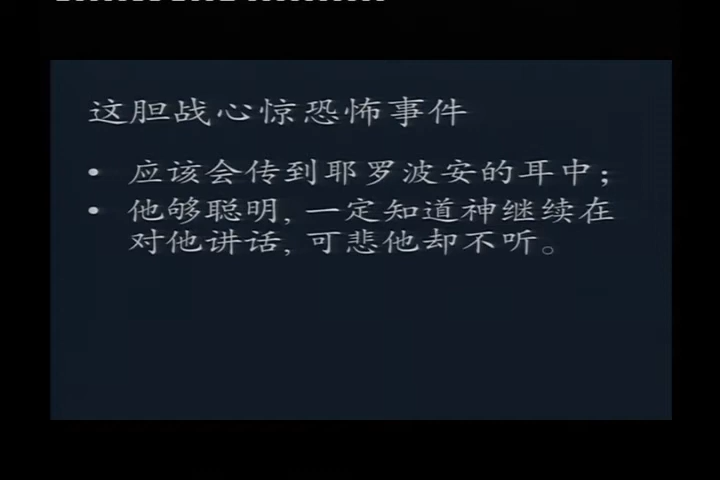 这胆战心惊恐怖事件
• 应该会传到耶罗波安的耳中；
• 他够聪明, 一定知道神继续在
对他讲话, 可悲他却不听。